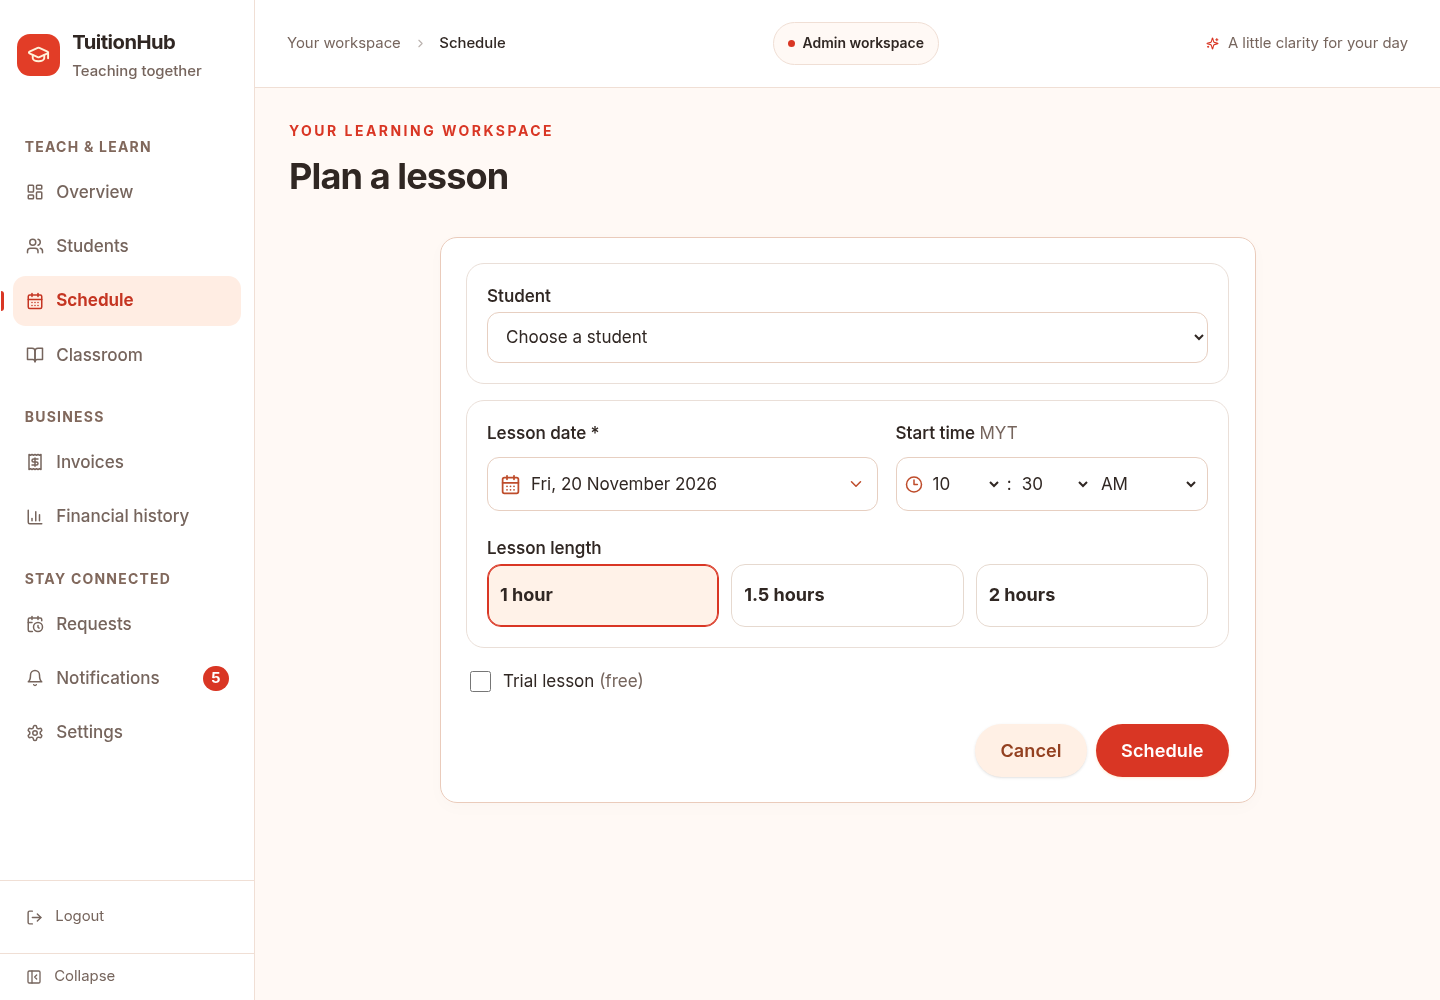 TuitionHub
Teaching together
TEACH & LEARN
Overview
Students
Schedule
Classroom
BUSINESS
Invoices
Financial history
STAY CONNECTED
Requests
Notifications 5
Settings
Logout
Collapse
Your workspace > Schedule
Admin workspace
A little clarity for your day
YOUR LEARNING WORKSPACE
Plan a lesson
Student
Choose a student
Lesson date * Start time MYT
Fri, 20 November 2026 10 : 30 AM
Lesson length
1 hour 1.5 hours 2 hours
Trial lesson (free)
Cancel Schedule